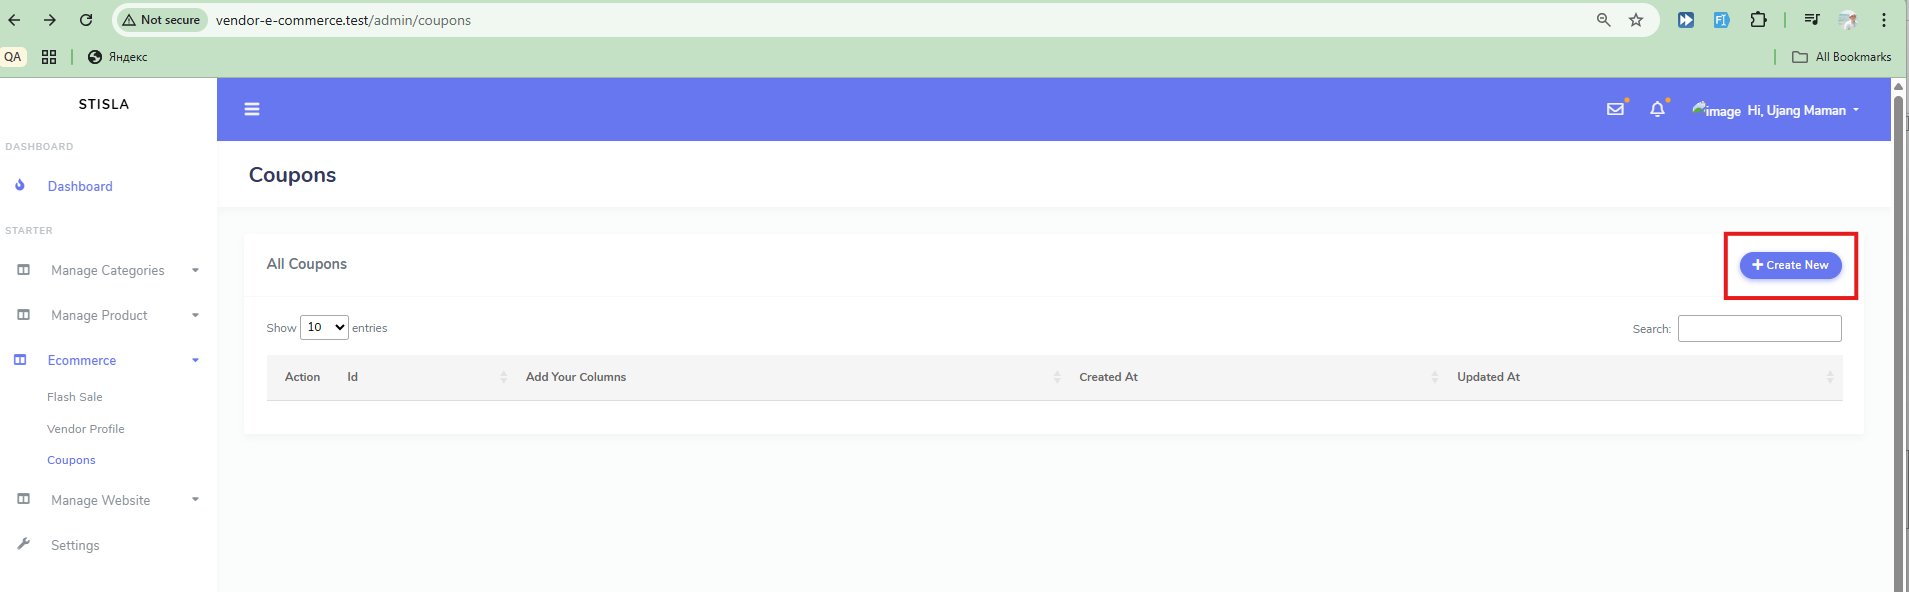 Not secure vendor-e-commerce.test/admin/coupons
QA
Яндекс
All Bookmarks
STISLA
image Hi, Ujang Maman
DASHBOARD
Dashboard
STARTER
Manage Categories
Manage Product
Ecommerce
Flash Sale
Vendor Profile
Coupons
Manage Website
Settings
Coupons
All Coupons
Create New
Show 10 entries
Search:
Action Id Add Your Columns Created At Updated At